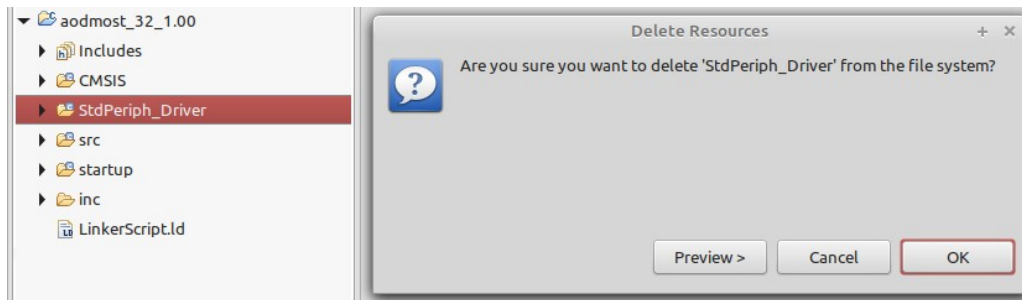 aodmost_32_1.00
Includes
CMSIS
StdPeriph_Driver
src
startup
inc
LinkerScript.ld
Delete Resources
Are you sure you want to delete 'StdPeriph_Driver' from the file system?
Preview >
Cancel
OK